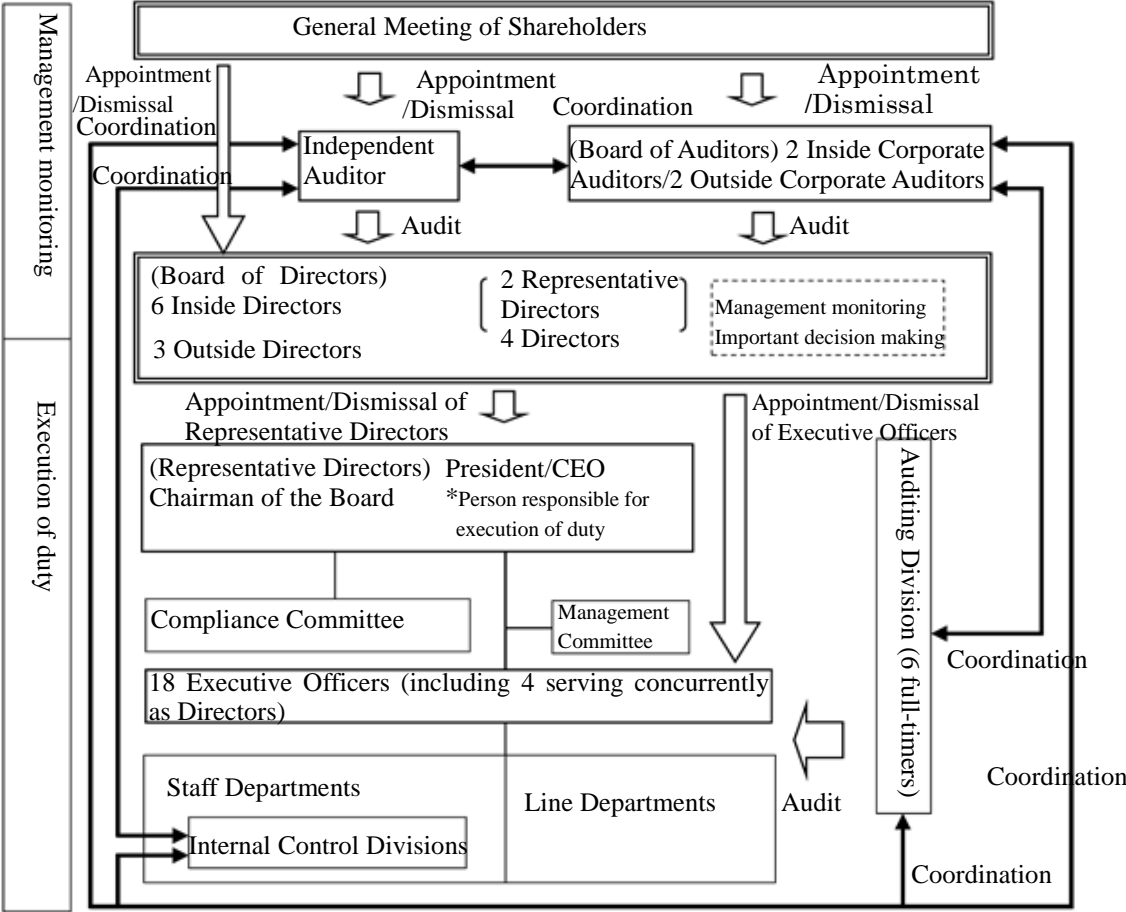 Management monitoring
Execution of duty
General Meeting of Shareholders
Appointment
/Dismissal
Appointment
/Dismissal
Appointment
/Dismissal
Coordination
Coordination
Coordination
Independent
Auditor
(Board of Auditors) 2 Inside Corporate
Auditors/2 Outside Corporate Auditors
Audit
Audit
(Board of Directors)
6 Inside Directors
3 Outside Directors
2 Representative
Directors
4 Directors
Management monitoring
Important decision making
Appointment/Dismissal of
Representative Directors
Appointment/Dismissal
of Executive Officers
(Representative Directors)
Chairman of the Board
President/CEO
*Person responsible for
execution of duty
Auditing Division (6 full-timers)
Compliance Committee
Management
Committee
Coordination
18 Executive Officers (including 4 serving concurrently
as Directors)
Staff Departments
Line Departments
Audit
Coordination
Internal Control Divisions
Coordination